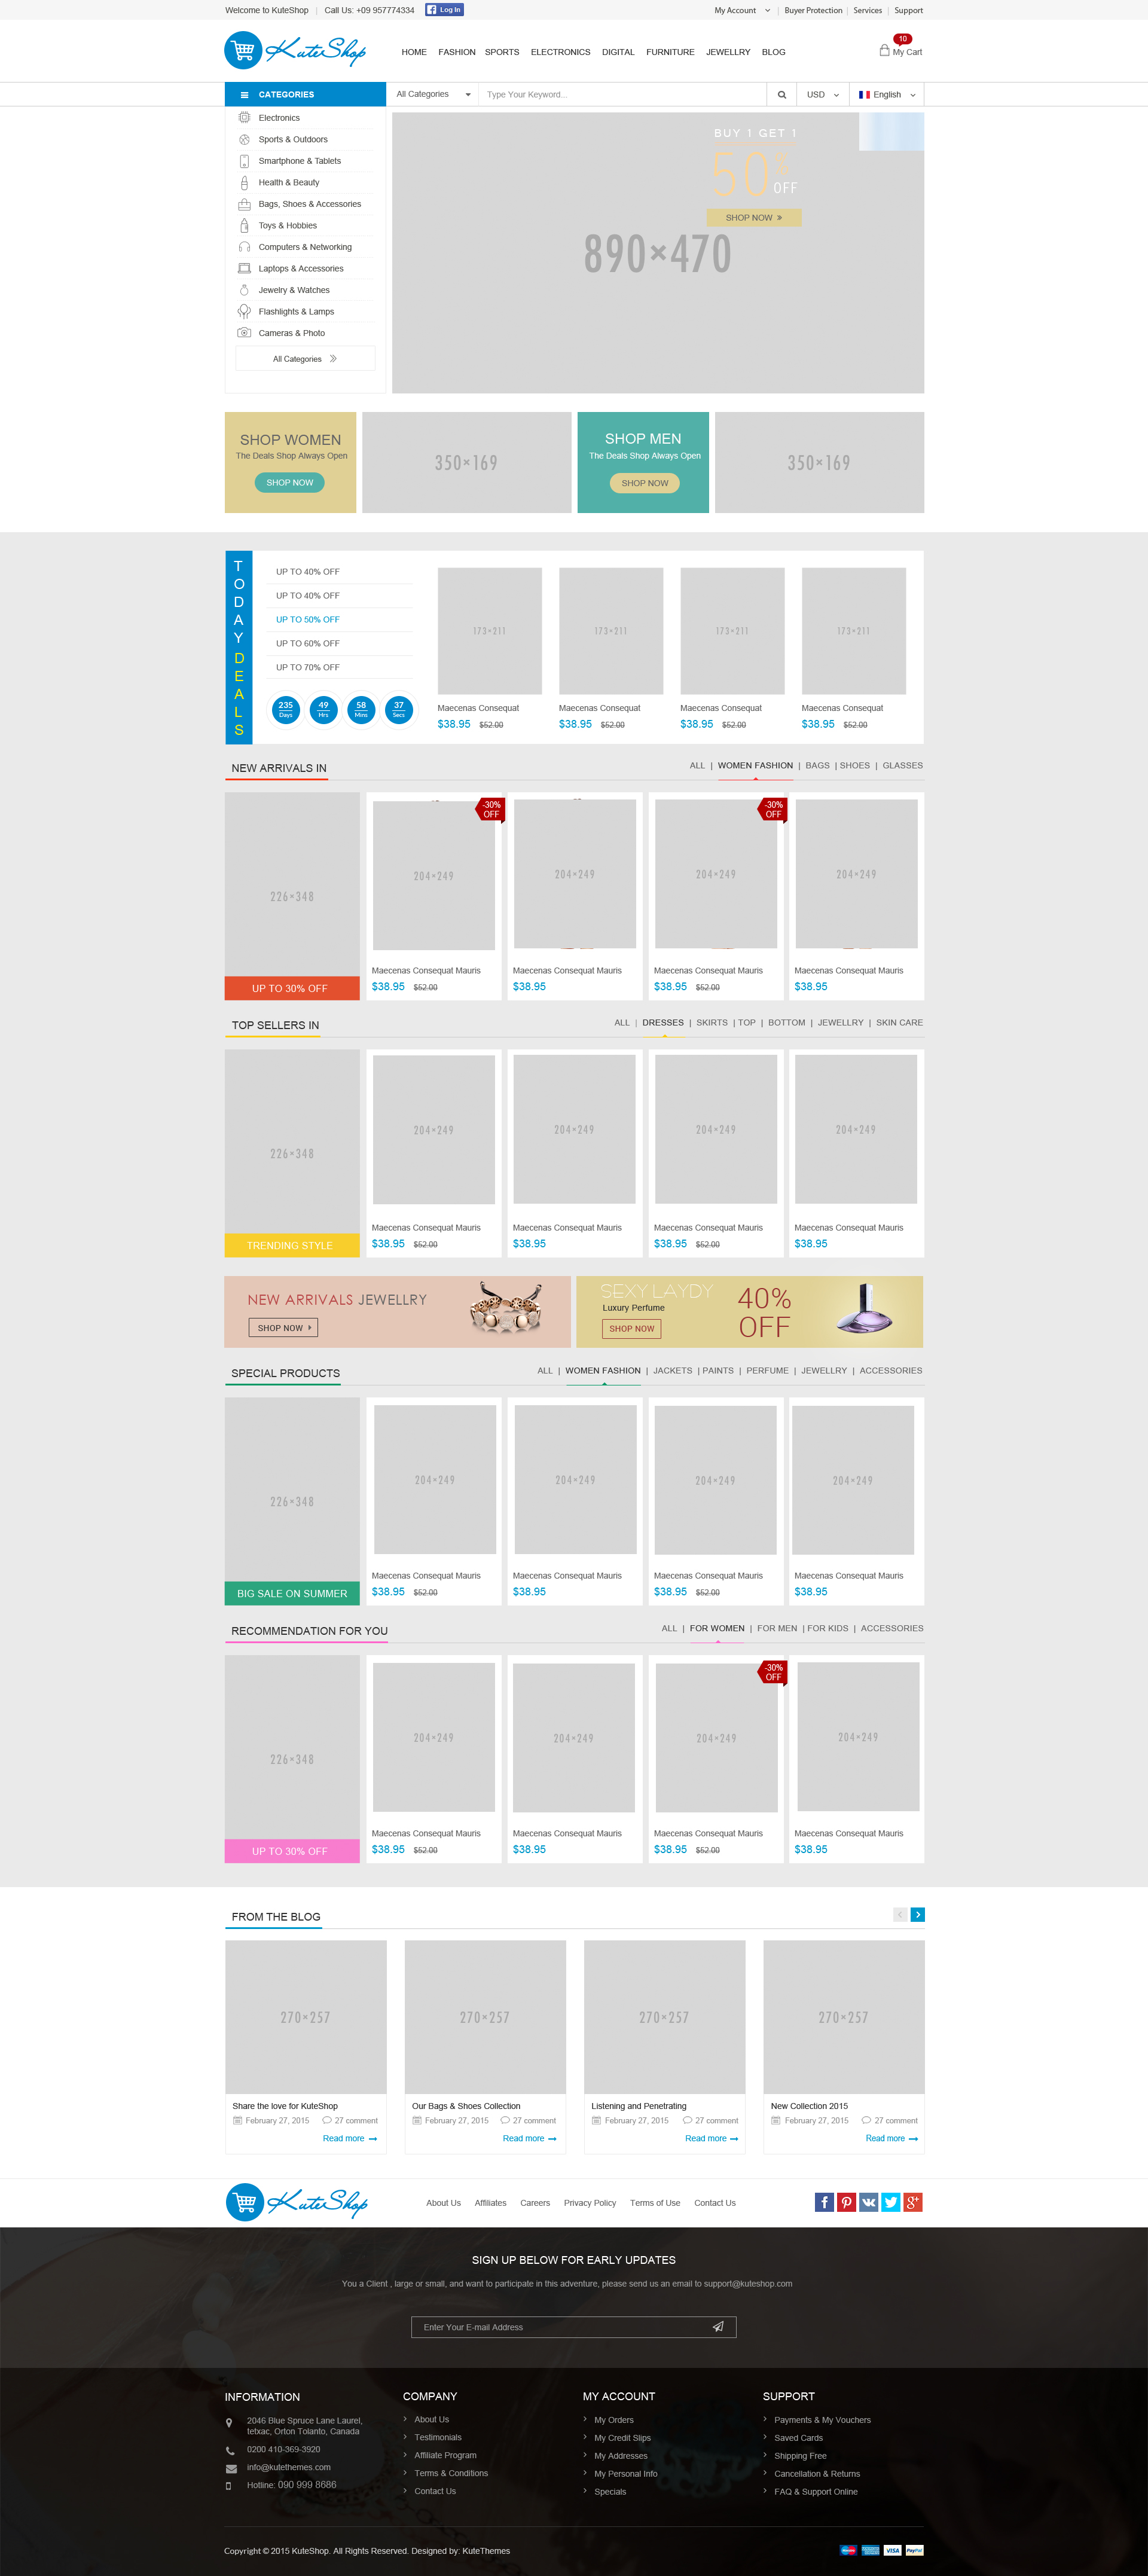 Welcome to KuteShop | Call Us: +09 957774334 Log In
My Account | Buyer Protection | Services | Support
KuteShop
HOME FASHION SPORTS ELECTRONICS DIGITAL FURNITURE JEWELLRY BLOG
10
My Cart
CATEGORIES
All Categories Type Your Keyword... USD English
Electronics
Sports & Outdoors
Smartphone & Tablets
Health & Beauty
Bags, Shoes & Accessories
Toys & Hobbies
Computers & Networking
Laptops & Accessories
Jewelry & Watches
Flashlights & Lamps
Cameras & Photo
All Categories
BUY 1 GET 1
50%
OFF
SHOP NOW »
890×470
SHOP WOMEN
The Deals Shop Always Open
SHOP NOW
350×169
SHOP MEN
The Deals Shop Always Open
SHOP NOW
350×169
TODAY DEALS
UP TO 40% OFF
UP TO 40% OFF
UP TO 50% OFF
UP TO 60% OFF
UP TO 70% OFF
235 Days 49 Hrs 58 Mins 37 Secs
173×211 173×211 173×211 173×211
Maecenas Consequat Maecenas Consequat Maecenas Consequat Maecenas Consequat
$38.95 $52.00 $38.95 $52.00 $38.95 $52.00 $38.95 $52.00
NEW ARRIVALS IN
ALL | WOMEN FASHION | BAGS | SHOES | GLASSES
-30% OFF -30% OFF
226×348 204×249 204×249 204×249 204×249
UP TO 30% OFF
Maecenas Consequat Mauris Maecenas Consequat Mauris Maecenas Consequat Mauris Maecenas Consequat Mauris
$38.95 $52.00 $38.95 $38.95 $52.00 $38.95
TOP SELLERS IN
ALL | DRESSES | SKIRTS | TOP | BOTTOM | JEWELLRY | SKIN CARE
226×348 204×249 204×249 204×249 204×249
TRENDING STYLE
Maecenas Consequat Mauris Maecenas Consequat Mauris Maecenas Consequat Mauris Maecenas Consequat Mauris
$38.95 $52.00 $38.95 $38.95 $52.00 $38.95
NEW ARRIVALS JEWELLRY
SHOP NOW
SEXY LAYDY
Luxury Perfume
SHOP NOW
40%
OFF
SPECIAL PRODUCTS
ALL | WOMEN FASHION | JACKETS | PAINTS | PERFUME | JEWELLRY | ACCESSORIES
226×348 204×249 204×249 204×249 204×249
BIG SALE ON SUMMER
Maecenas Consequat Mauris Maecenas Consequat Mauris Maecenas Consequat Mauris Maecenas Consequat Mauris
$38.95 $52.00 $38.95 $38.95 $52.00 $38.95
RECOMMENDATION FOR YOU
ALL | FOR WOMEN | FOR MEN | FOR KIDS | ACCESSORIES
-30% OFF
226×348 204×249 204×249 204×249 204×249
UP TO 30% OFF
Maecenas Consequat Mauris Maecenas Consequat Mauris Maecenas Consequat Mauris Maecenas Consequat Mauris
$38.95 $52.00 $38.95 $38.95 $52.00 $38.95
FROM THE BLOG
270×257 270×257 270×257 270×257
Share the love for KuteShop Our Bags & Shoes Collection Listening and Penetrating New Collection 2015
February 27, 2015 27 comment February 27, 2015 27 comment February 27, 2015 27 comment February 27, 2015 27 comment
Read more Read more Read more Read more
KuteShop
About Us Affiliates Careers Privacy Policy Terms of Use Contact Us
SIGN UP BELOW FOR EARLY UPDATES
You a Client , large or small, and want to participate in this adventure, please send us an email to support@kuteshop.com
Enter Your E-mail Address
INFORMATION
2046 Blue Spruce Lane Laurel,
tetxac, Orton Tolanto, Canada
0200 410-369-3920
info@kutethemes.com
Hotline: 090 999 8686
COMPANY
About Us
Testimonials
Affiliate Program
Terms & Conditions
Contact Us
MY ACCOUNT
My Orders
My Credit Slips
My Addresses
My Personal Info
Specials
SUPPORT
Payments & My Vouchers
Saved Cards
Shipping Free
Cancellation & Returns
FAQ & Support Online
Copyright © 2015 KuteShop. All Rights Reserved. Designed by: KuteThemes
VISA PayPal